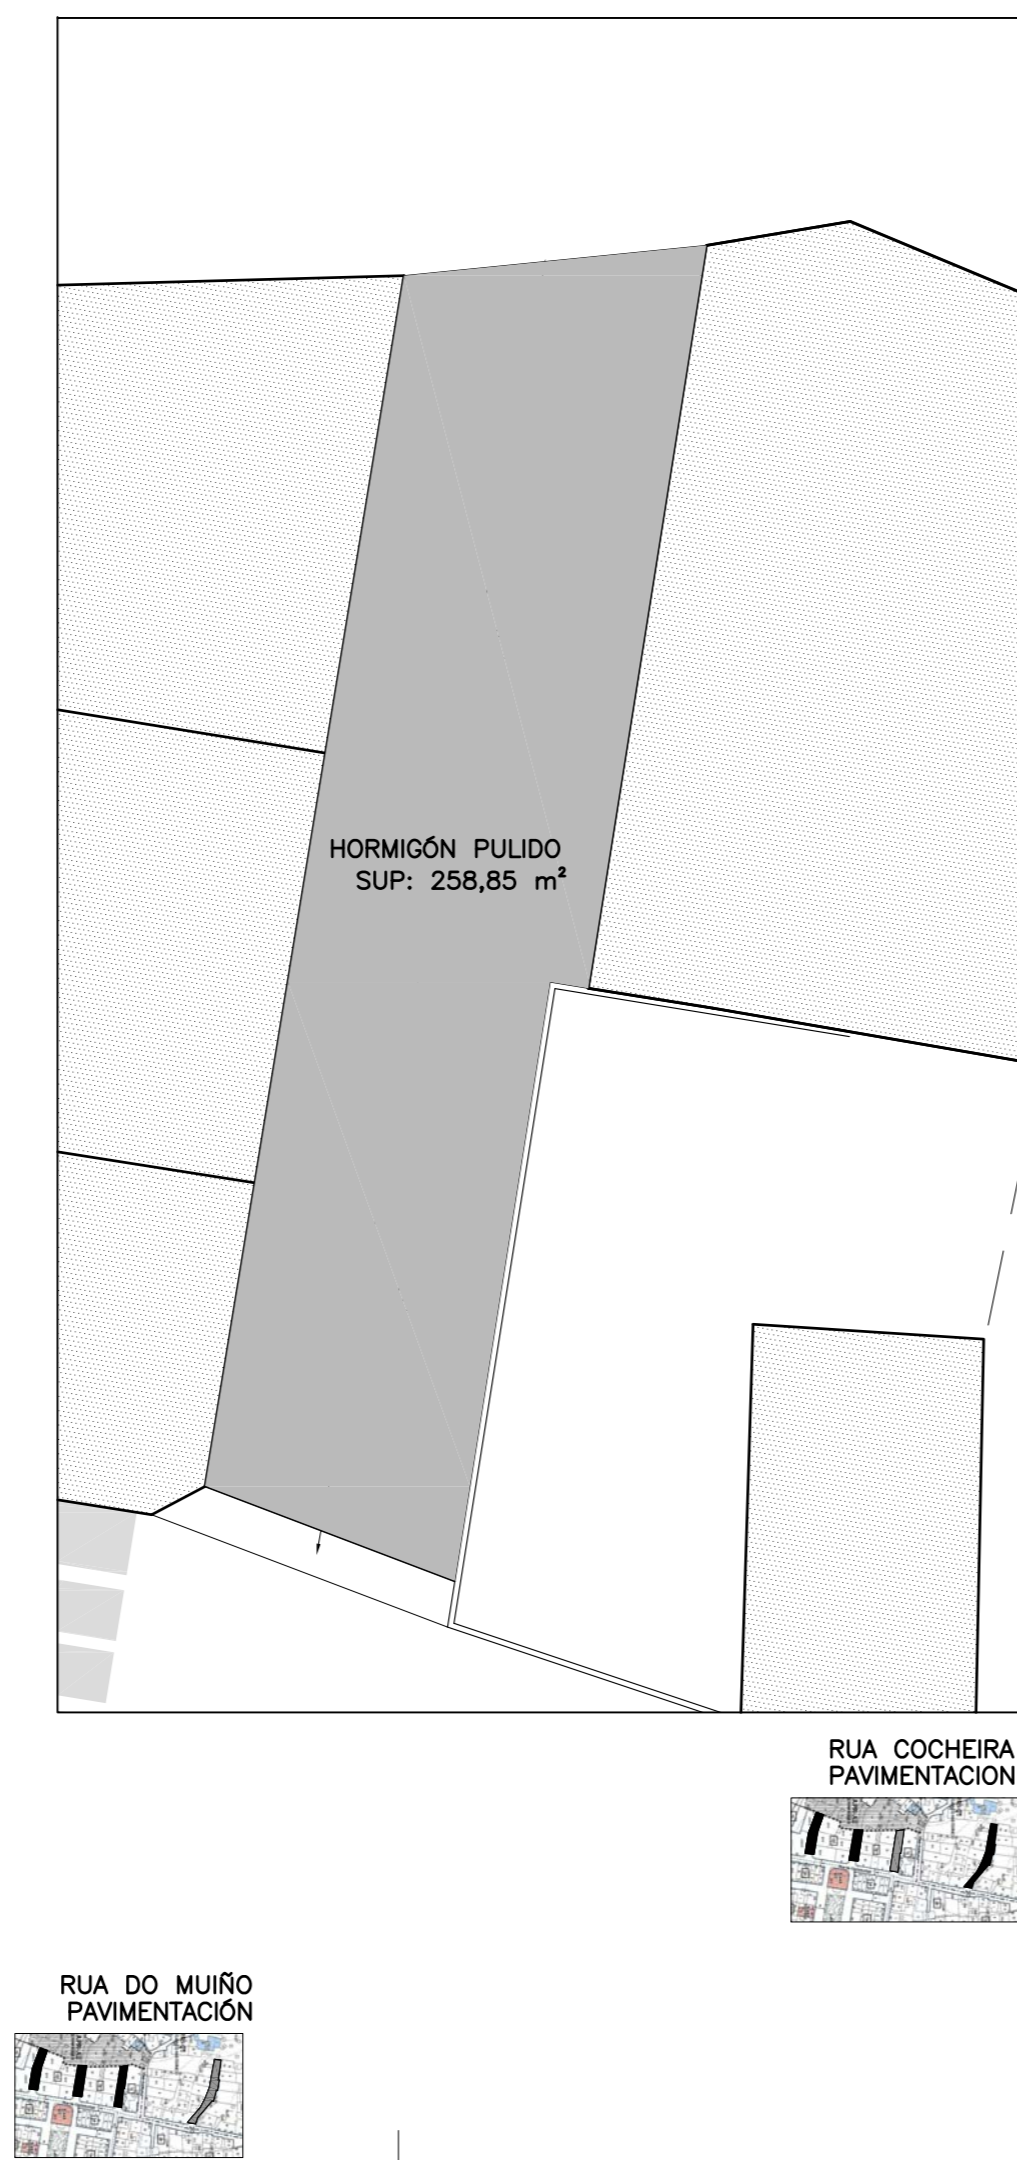 HORMIGÓN PULIDO
SUP: 258,85 m²
RUA COCHEIRA
PAVIMENTACION
RUA DO MUIÑO
PAVIMENTACIÓN